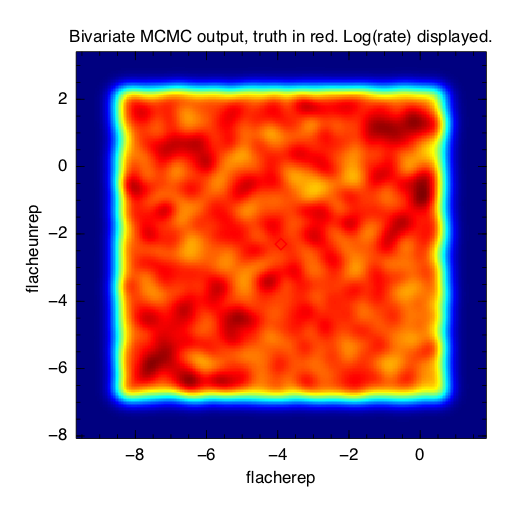 Bivariate MCMC output, truth in red. Log(rate) displayed.
2
0
−2
−4
−6
−8
flacheunrep
−8 −6 −4 −2 0
flacherep